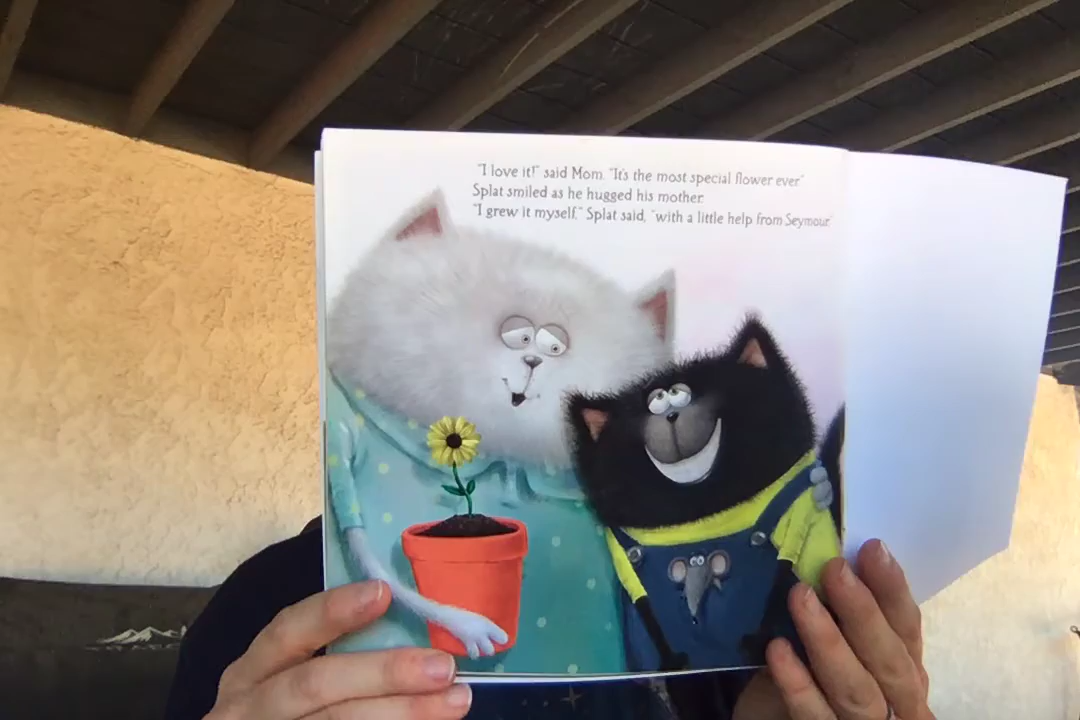 "I love it!" said Mom. "It's the most special flower ever"
Splat smiled as he hugged his mother.
"I grew it myself," Splat said, "with a little help from Seymour."